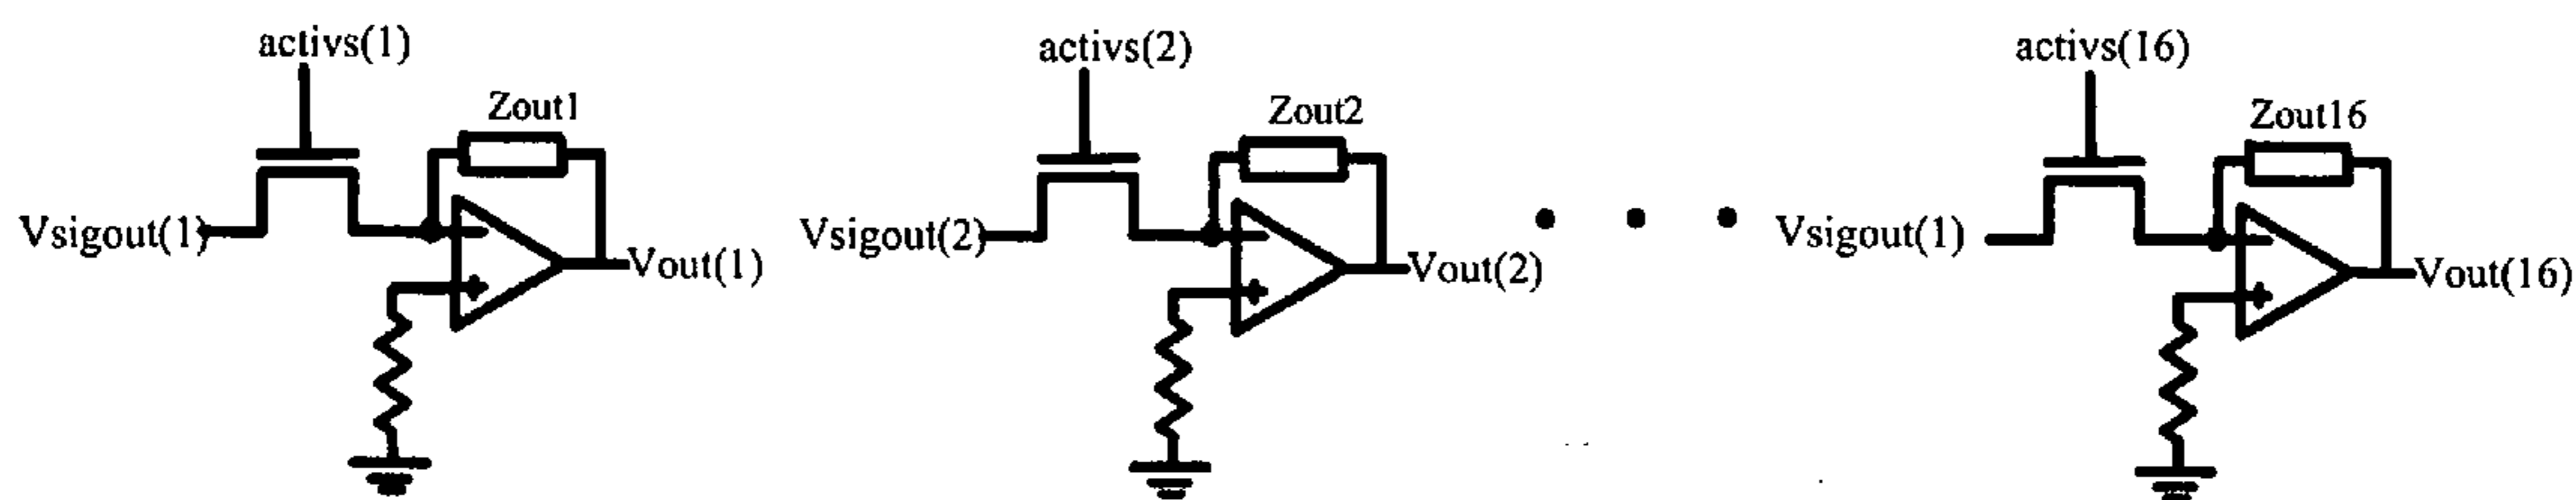 activs(1)
Zout1
Vsigout(1)
Vout(1)
activs(2)
Zout2
Vsigout(2)
Vout(2)
activs(16)
Zout16
Vsigout(1)
Vout(16)